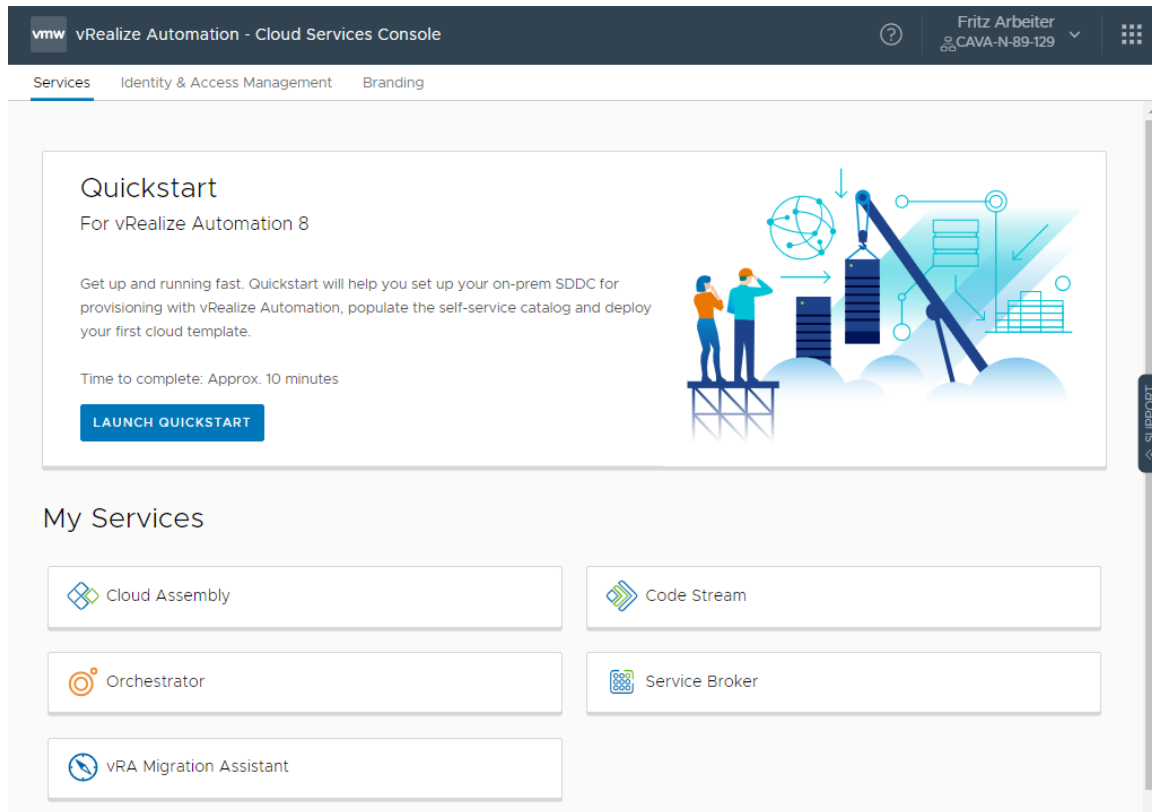 vmw vRealize Automation - Cloud Services Console
Fritz Arbeiter
CAVA-N-89-129
Services Identity & Access Management Branding
Quickstart
For vRealize Automation 8
Get up and running fast. Quickstart will help you set up your on-prem SDDC for
provisioning with vRealize Automation, populate the self-service catalog and deploy
your first cloud template.
Time to complete: Approx. 10 minutes
LAUNCH QUICKSTART
SUPPORT
My Services
Cloud Assembly
Code Stream
Orchestrator
Service Broker
vRA Migration Assistant